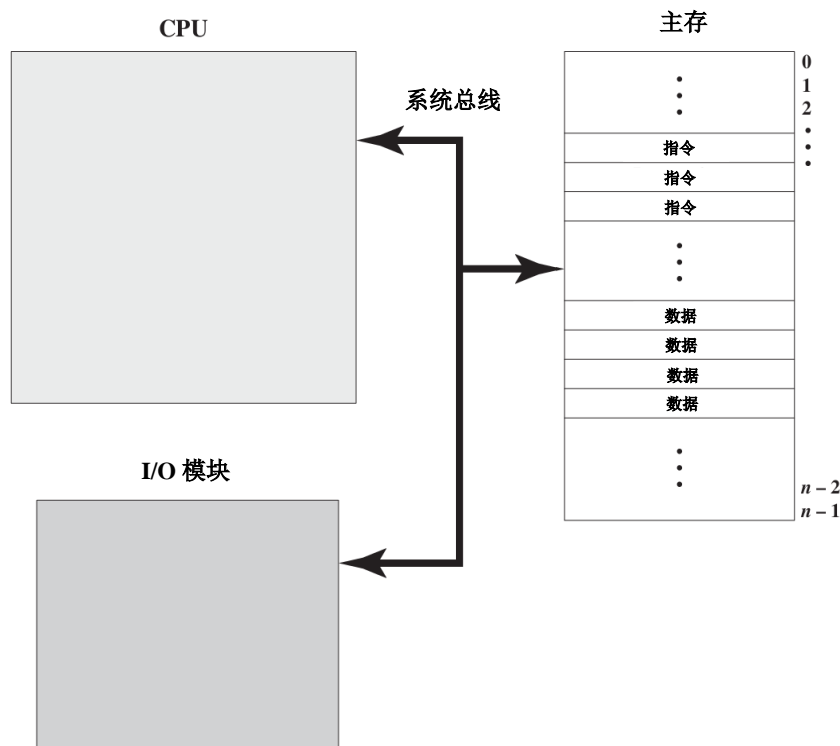 CPU
主存
系统总线
0
1
2
指令
指令
指令
数据
数据
数据
数据
I/O 模块
n – 2
n – 1